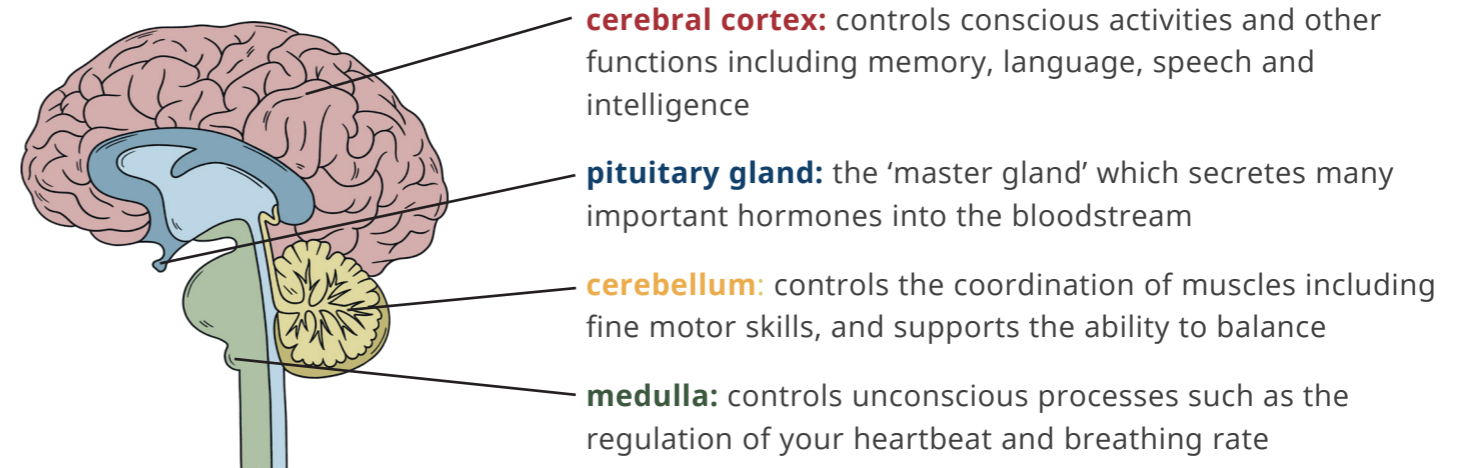 cerebral cortex: controls conscious activities and other
functions including memory, language, speech and
intelligence
pituitary gland: the ‘master gland’ which secretes many
important hormones into the bloodstream
cerebellum: controls the coordination of muscles including
fine motor skills, and supports the ability to balance
medulla: controls unconscious processes such as the
regulation of your heartbeat and breathing rate